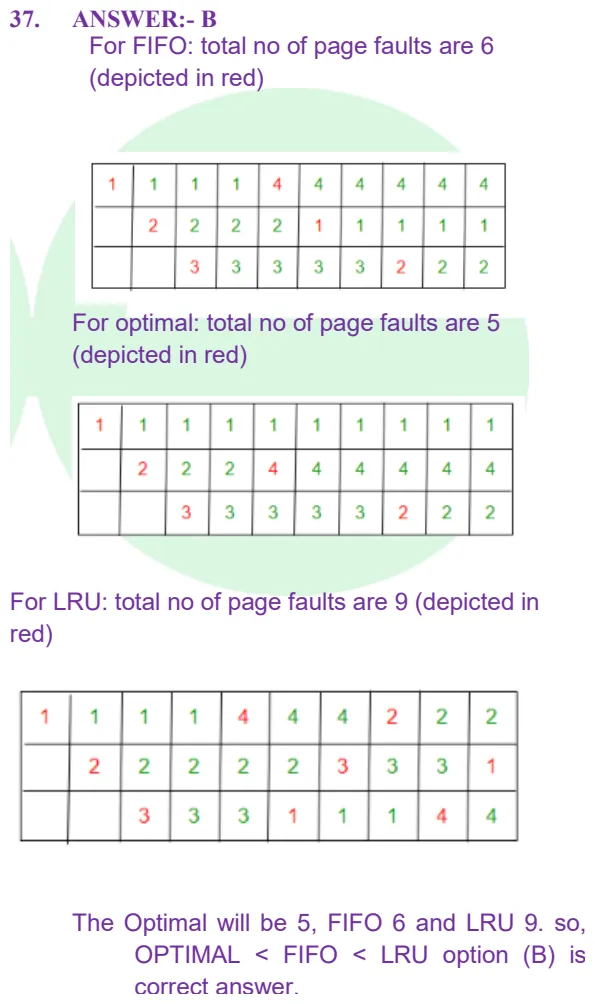 37. ANSWER:- B
For FIFO: total no of page faults are 6
(depicted in red)
1 1 1 1 4 4 4 4 4 4
2 2 2 2 1 1 1 1 1
3 3 3 3 3 2 2 2
For optimal: total no of page faults are 5
(depicted in red)
1 1 1 1 1 1 1 1 1 1
2 2 2 4 4 4 4 4 4
3 3 3 3 3 2 2 2
For LRU: total no of page faults are 9 (depicted in
red)
1 1 1 1 4 4 4 2 2 2
2 2 2 2 2 3 3 3 1
3 3 3 1 1 1 4 4
The Optimal will be 5, FIFO 6 and LRU 9. so,
OPTIMAL < FIFO < LRU option (B) is
correct answer.